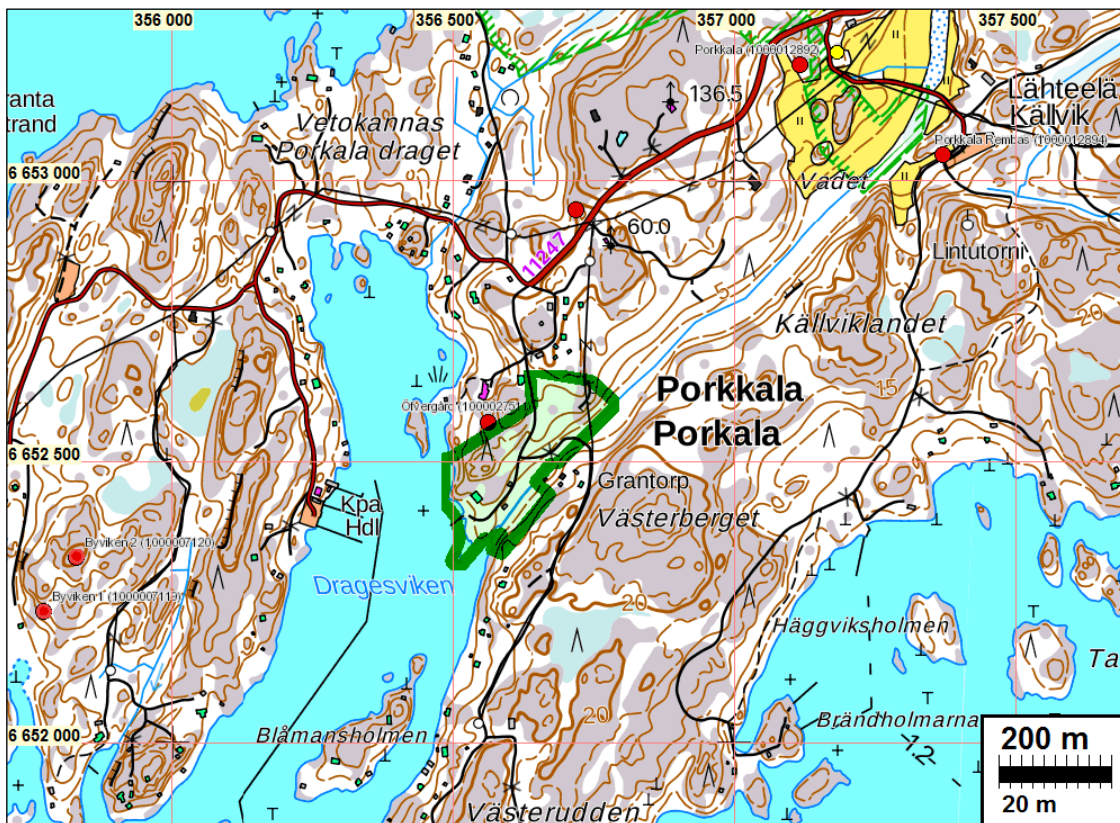 356 000
356 500
357 000
357 500
Porkkala (1000012892)
136.5
Lähteelä
Källvik
ranta
trand
Vetokannas
Porkala draget
Porkkala Rembas (1000012894)
6 653 000
Vadet
60.0
11247
Lintutorni
5
20
Källviklandet
15
Porkkala
Porkala
6 652 500
Grantorp
Västerberget
Kpa
Hdl
Byviken 2 (1000007120)
Dragesviken
Byviken 1 (1000007119)
20
Häggviksholmen
Ta
20
Brändholmarna
Blåmansholmen
6 652 000
-1.2
200 m
20 m
Västerudden